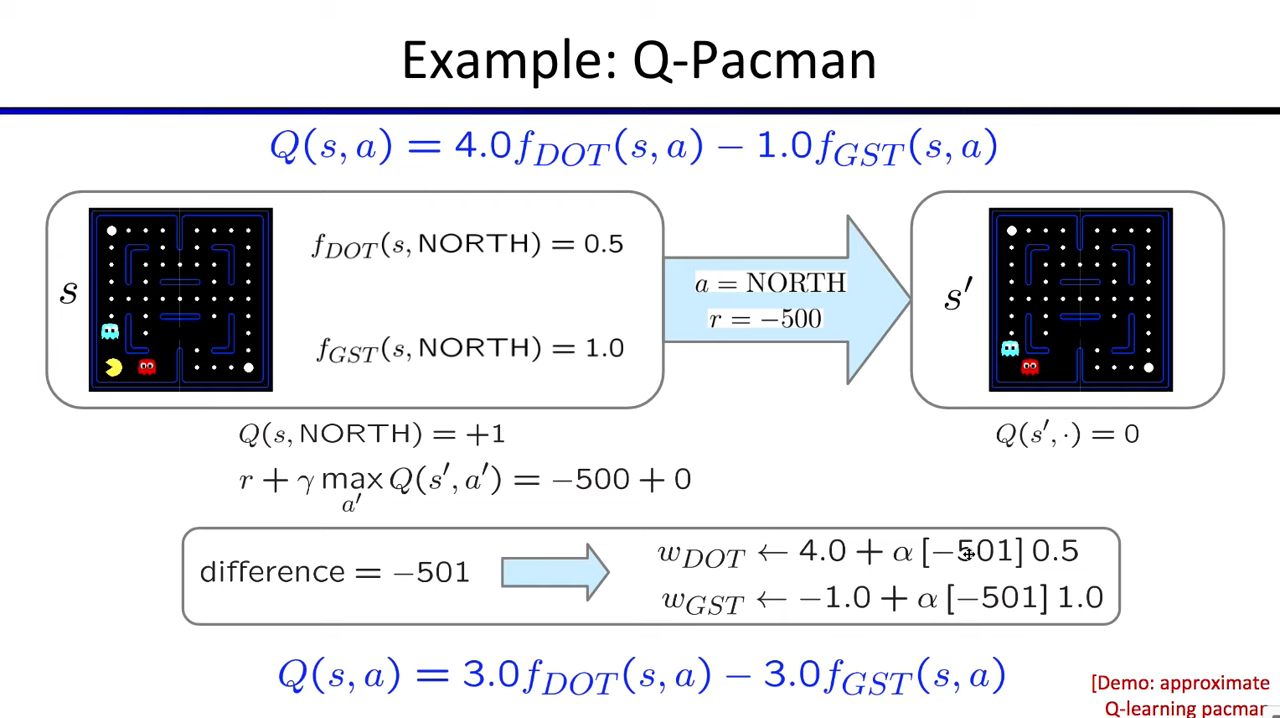 Example: Q-Pacman
Q(s, a) = 4.0f_DOT(s, a) − 1.0f_GST(s, a)
s
f_DOT(s, NORTH) = 0.5
f_GST(s, NORTH) = 1.0
a = NORTH
r = −500
s′
Q(s, NORTH) = +1
Q(s′, ·) = 0
r + γ max_a′ Q(s′, a′) = −500 + 0
difference = −501
w_DOT ← 4.0 + α [−501] 0.5
w_GST ← −1.0 + α [−501] 1.0
Q(s, a) = 3.0f_DOT(s, a) − 3.0f_GST(s, a)
[Demo: approximate
Q-learning pacmar